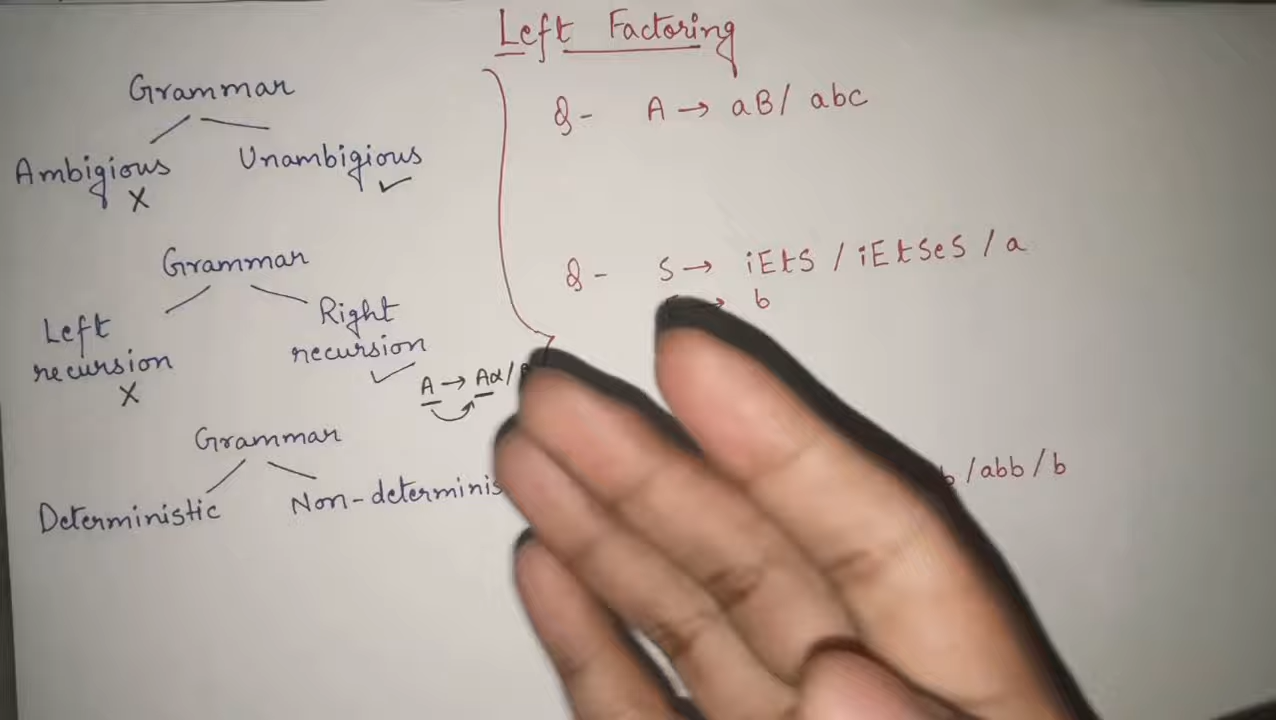 Left Factoring
Grammar
Ambigious Unambigious
X ✓
Grammar
Left
recursion
X
Right
recursion
✓
A → Aα /
Grammar
Deterministic Non-determinis
Q- A → aB / abc
Q- S → iEtS / iEtSeS / a
→ b
b / abb / b